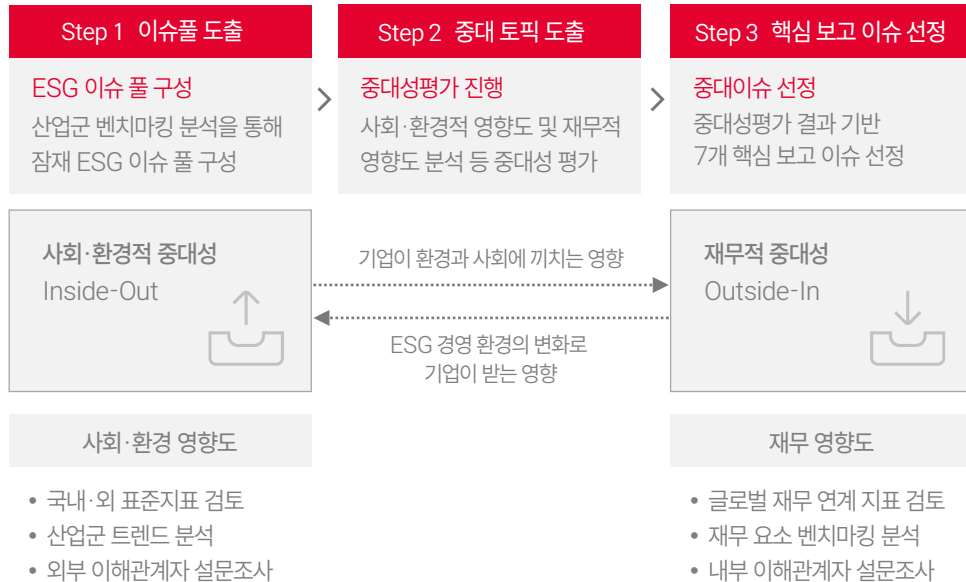 Step 1 이슈풀 도출
ESG 이슈 풀 구성
산업군 벤치마킹 분석을 통해
잠재 ESG 이슈 풀 구성
Step 2 중대 토픽 도출
중대성평가 진행
사회·환경적 영향도 및 재무적
영향도 분석 등 중대성 평가
Step 3 핵심 보고 이슈 선정
중대이슈 선정
중대성평가 결과 기반
7개 핵심 보고 이슈 선정
사회·환경적 중대성
Inside-Out
기업이 환경과 사회에 끼치는 영향
ESG 경영 환경의 변화로
기업이 받는 영향
재무적 중대성
Outside-In
사회·환경 영향도
• 국내·외 표준지표 검토
• 산업군 트렌드 분석
• 외부 이해관계자 설문조사
재무 영향도
• 글로벌 재무 연계 지표 검토
• 재무 요소 벤치마킹 분석
• 내부 이해관계자 설문조사